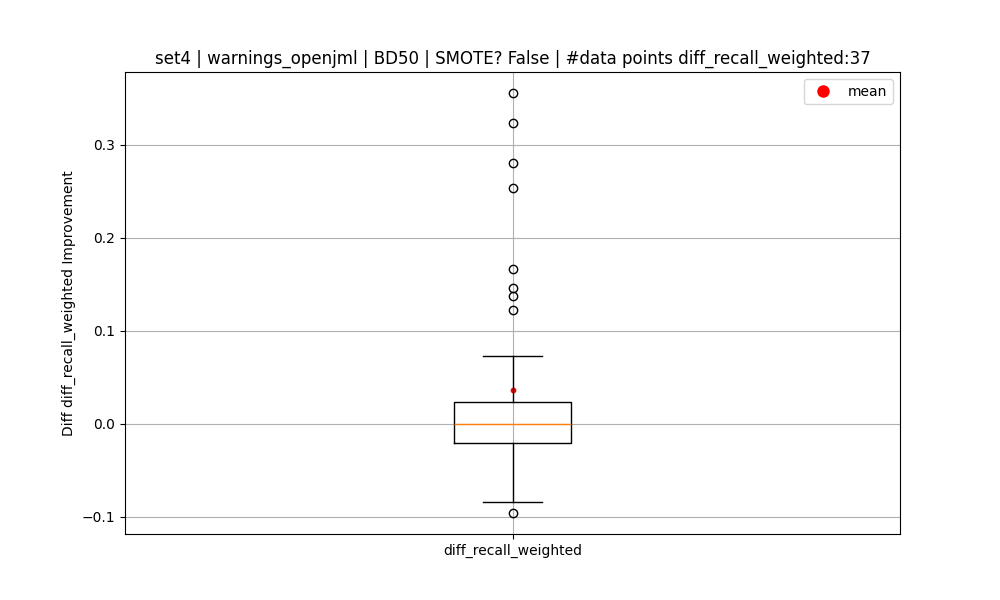 set4 | warnings_openjml | BD50 | SMOTE? False | #data points diff_recall_weighted:37
mean
0.3
0.2
0.1
0.0
−0.1
Diff diff_recall_weighted Improvement
diff_recall_weighted